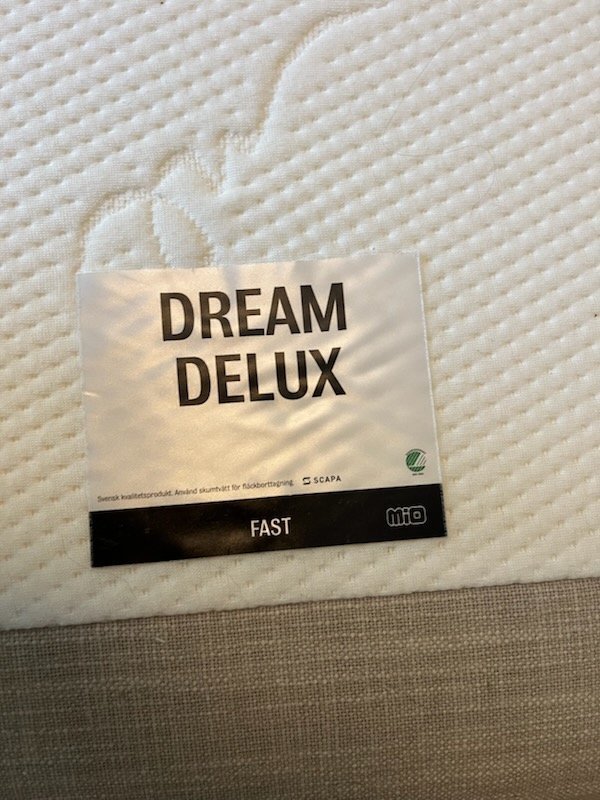 DREAM
DELUX
Svensk kvalitetsprodukt. Använd skumtvätt för fläckborttagning.
SCAPA
FAST
MIO